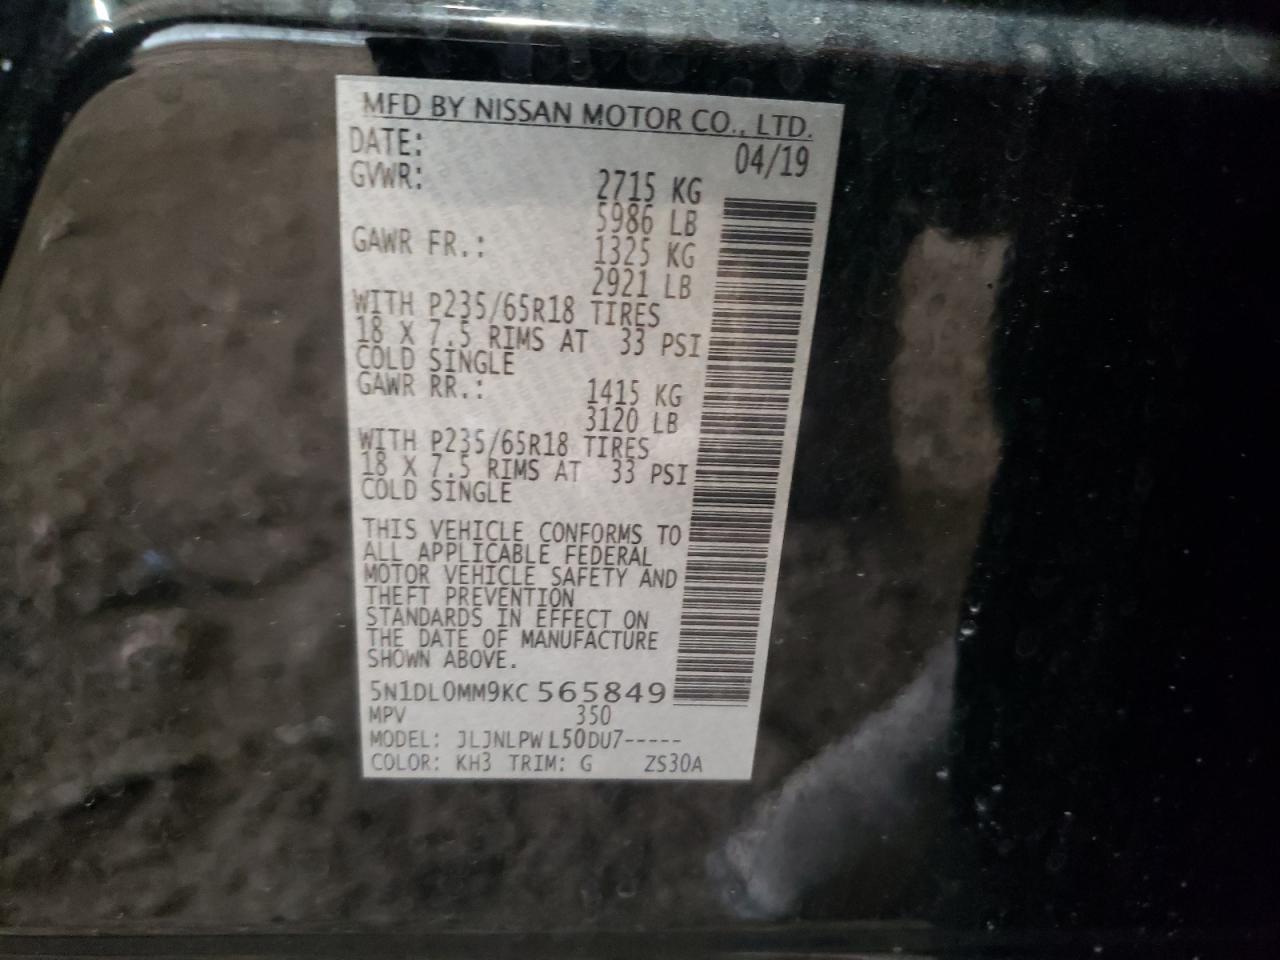 MFD BY NISSAN MOTOR CO., LTD.
DATE: 04/19
GVWR: 2715 KG
5986 LB
GAWR FR.: 1325 KG
2921 LB
WITH P235/65R18 TIRES
18 X 7.5 RIMS AT 33 PSI
COLD SINGLE
GAWR RR.: 1415 KG
3120 LB
WITH P235/65R18 TIRES
18 X 7.5 RIMS AT 33 PSI
COLD SINGLE
THIS VEHICLE CONFORMS TO
ALL APPLICABLE FEDERAL
MOTOR VEHICLE SAFETY AND
THEFT PREVENTION
STANDARDS IN EFFECT ON
THE DATE OF MANUFACTURE
SHOWN ABOVE.
5N1DL0MM9KC 565849
MPV 350
MODEL: JLJNLPW L50DU7-----
COLOR: KH3 TRIM: G ZS30A